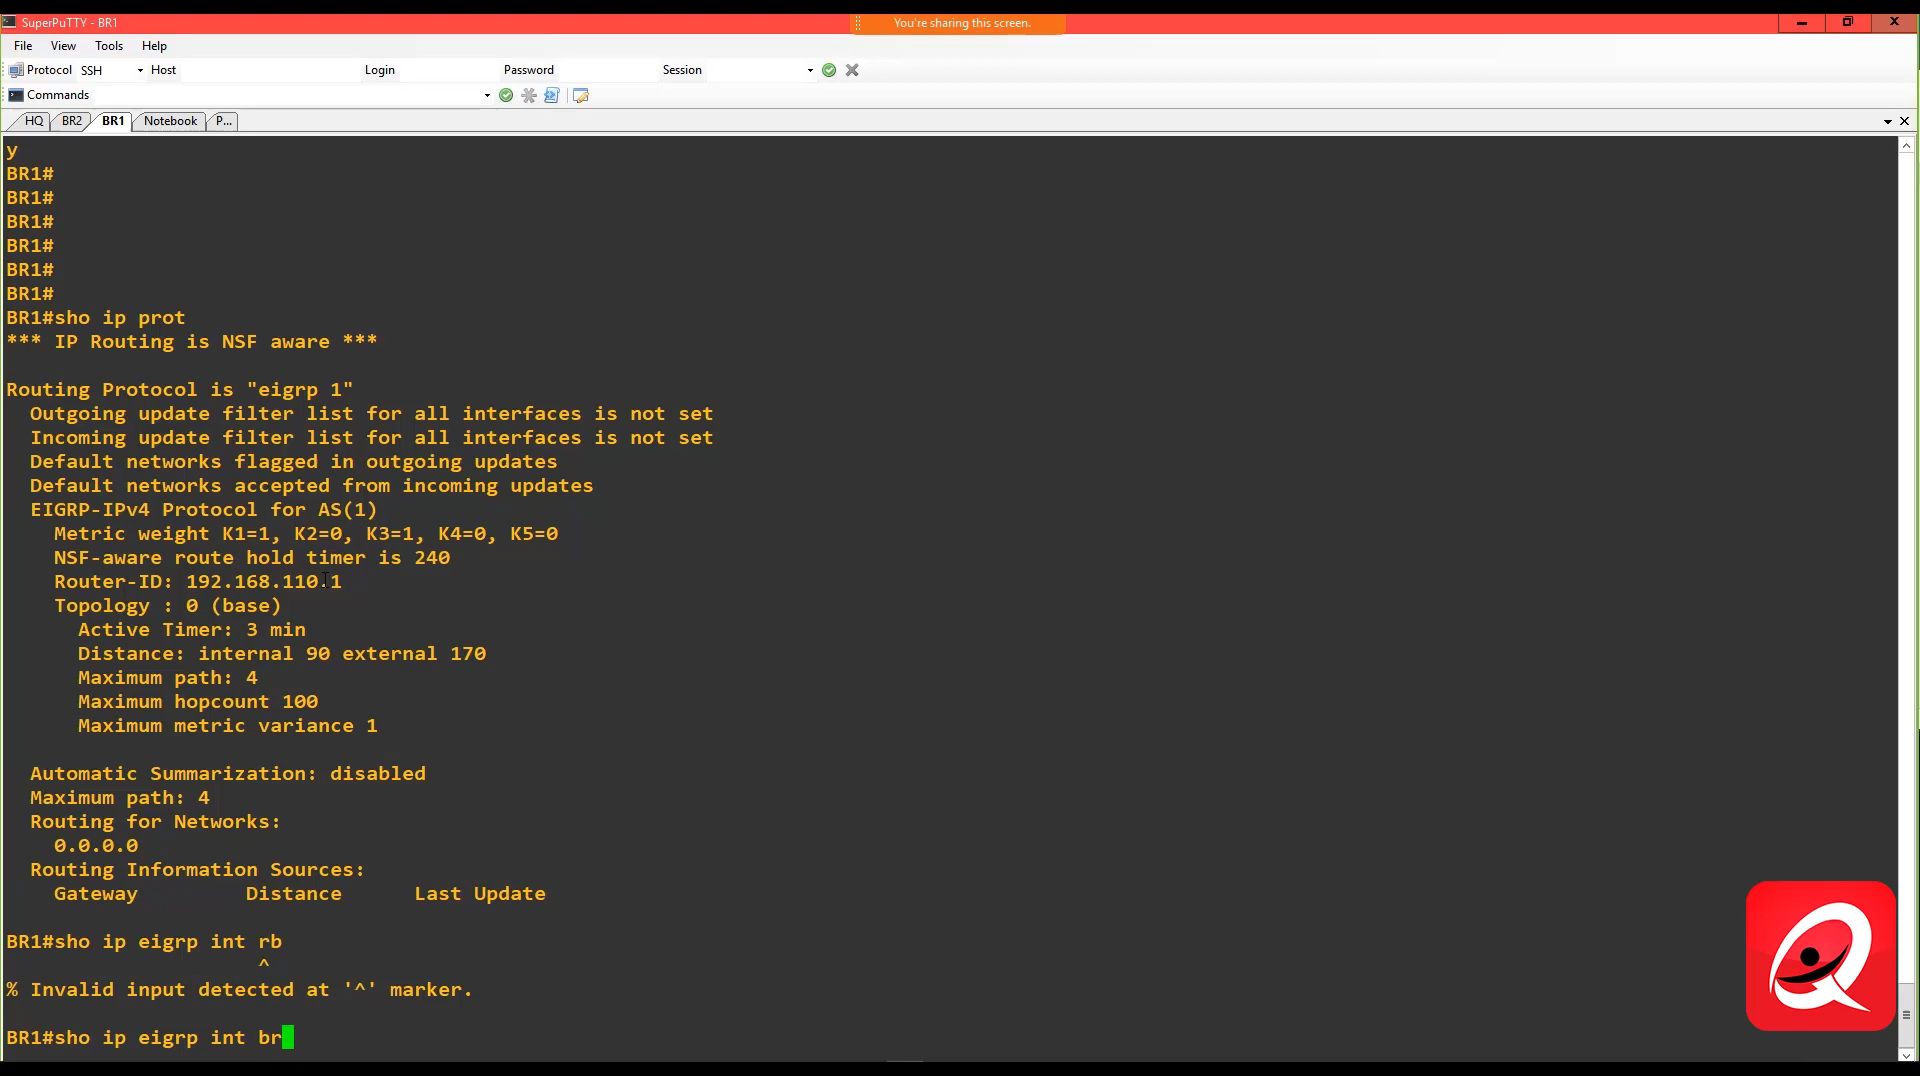 SuperPuTTY - BR1
You're sharing this screen.
File View Tools Help
Protocol SSH Host Login Password Session
Commands
HQ BR2 BR1 Notebook P...
y
BR1#
BR1#
BR1#
BR1#
BR1#
BR1#
BR1#sho ip prot
*** IP Routing is NSF aware ***
Routing Protocol is "eigrp 1"
Outgoing update filter list for all interfaces is not set
Incoming update filter list for all interfaces is not set
Default networks flagged in outgoing updates
Default networks accepted from incoming updates
EIGRP-IPv4 Protocol for AS(1)
Metric weight K1=1, K2=0, K3=1, K4=0, K5=0
NSF-aware route hold timer is 240
Router-ID: 192.168.110.1
Topology : 0 (base)
Active Timer: 3 min
Distance: internal 90 external 170
Maximum path: 4
Maximum hopcount 100
Maximum metric variance 1
Automatic Summarization: disabled
Maximum path: 4
Routing for Networks:
0.0.0.0
Routing Information Sources:
Gateway Distance Last Update
BR1#sho ip eigrp int rb
^
% Invalid input detected at '^' marker.
BR1#sho ip eigrp int br